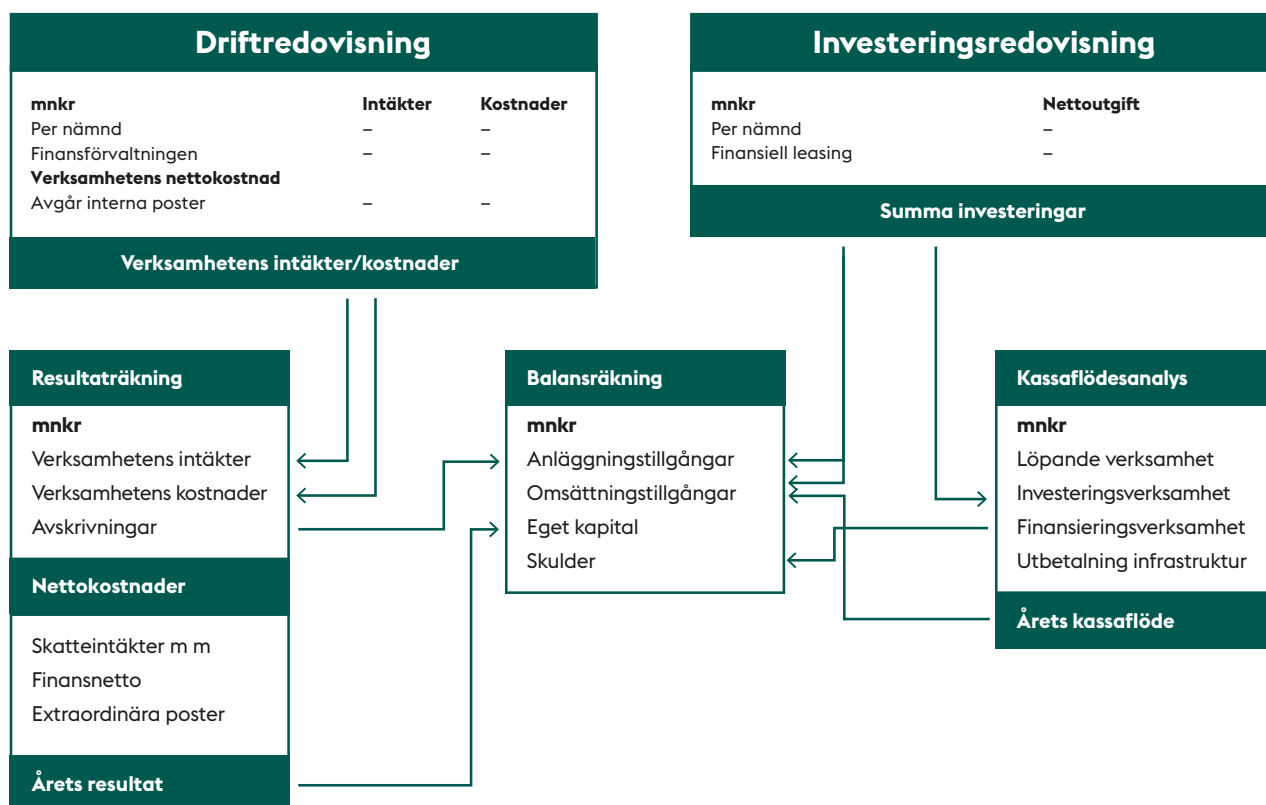 Driftredovisning
mnkr Intäkter Kostnader
Per nämnd – –
Finansförvaltningen – –
Verksamhetens nettokostnad
Avgår interna poster – –
Verksamhetens intäkter/kostnader
Investeringsredovisning
mnkr Nettoutgift
Per nämnd –
Finansiell leasing –
Summa investeringar
Resultaträkning
mnkr
Verksamhetens intäkter
Verksamhetens kostnader
Avskrivningar
Nettokostnader
Skatteintäkter m m
Finansnetto
Extraordinära poster
Årets resultat
Balansräkning
mnkr
Anläggningstillgångar
Omsättningstillgångar
Eget kapital
Skulder
Kassaflödesanalys
mnkr
Löpande verksamhet
Investeringsverksamhet
Finansieringsverksamhet
Utbetalning infrastruktur
Årets kassaflöde